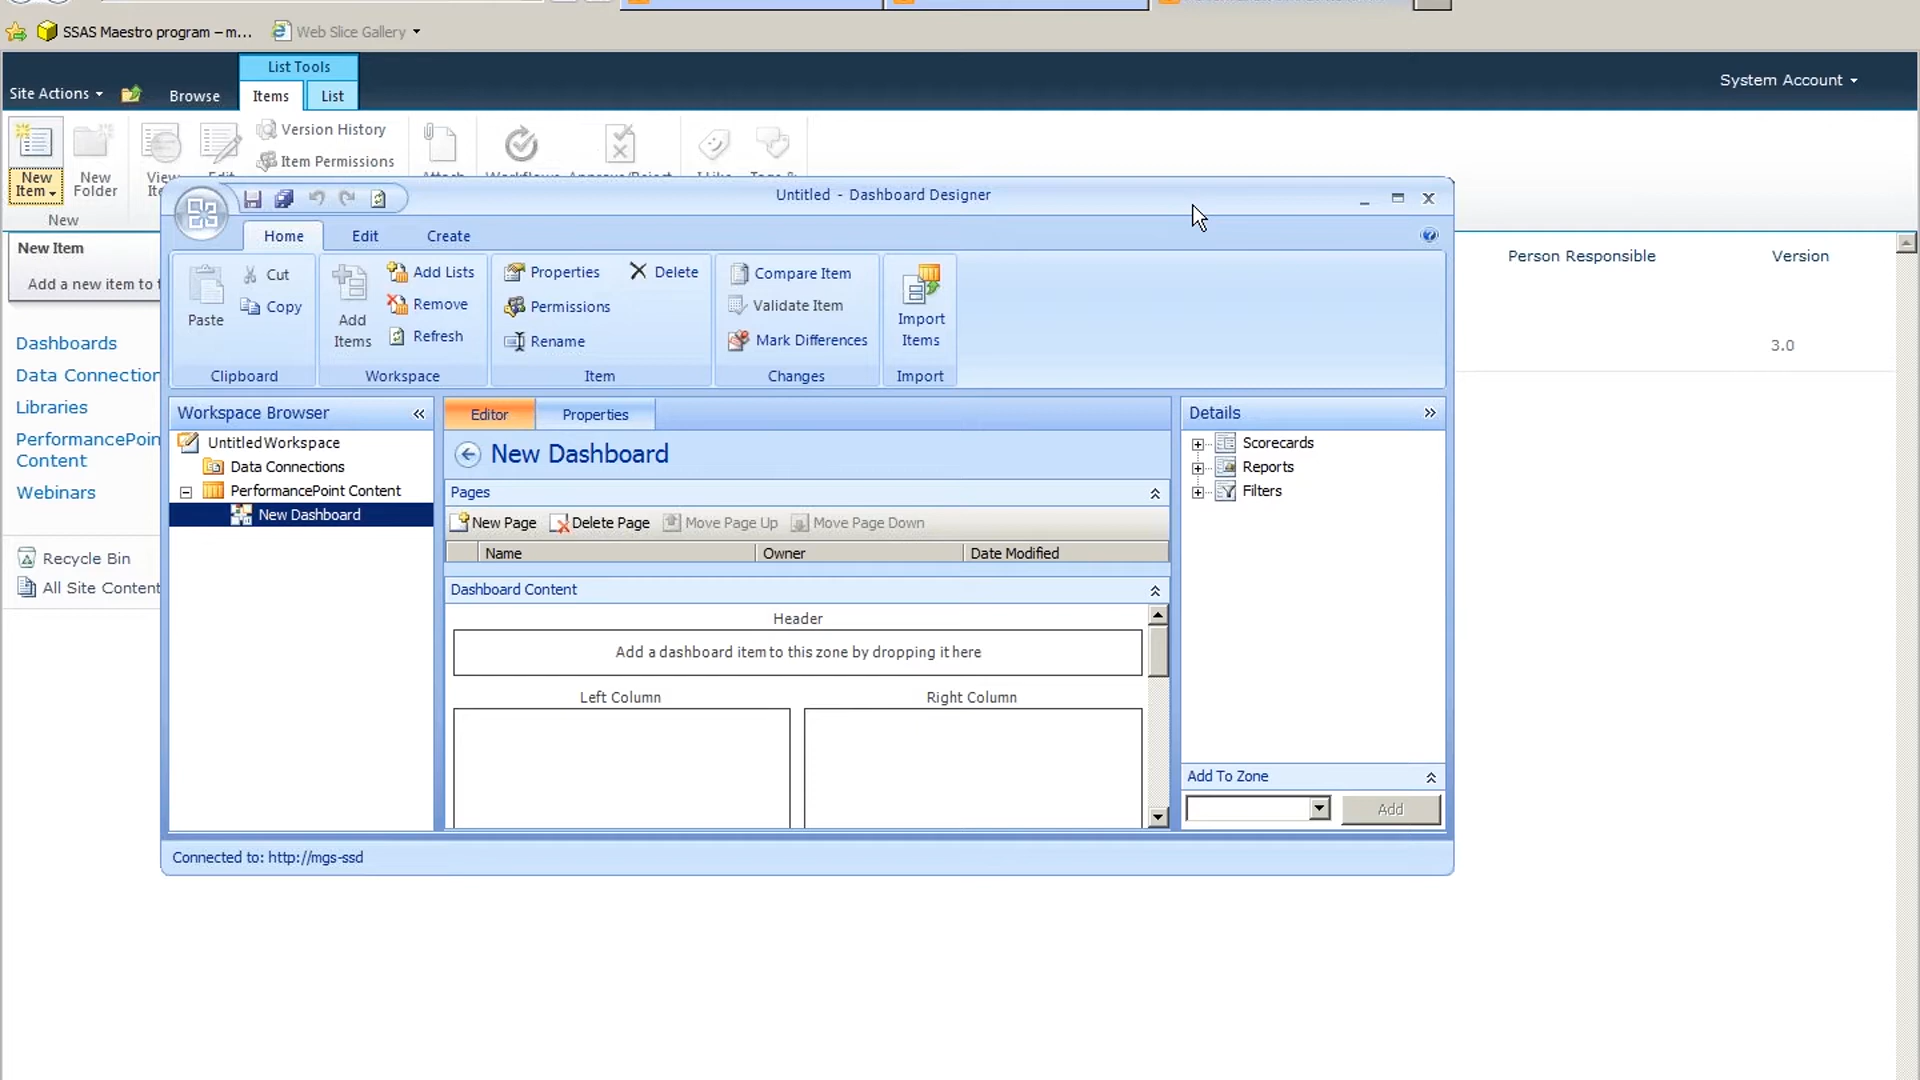 SSAS Maestro program – m...
Web Slice Gallery
List Tools
System Account
Site Actions
Browse
Items
List
Version History
Item Permissions
New
Item
New
Folder
New
Untitled - Dashboard Designer
Home
Edit
Create
New Item
Add a new item to
Person Responsible
Version
Paste
Cut
Copy
Clipboard
Add
Items
Add Lists
Remove
Refresh
Workspace
Properties
Delete
Permissions
Rename
Item
Compare Item
Validate Item
Mark Differences
Changes
Import
Items
Import
3.0
Dashboards
Data Connection
Libraries
PerformancePoin
Content
Webinars
Recycle Bin
All Site Content
Workspace Browser
Untitled Workspace
Data Connections
PerformancePoint Content
New Dashboard
Editor
Properties
New Dashboard
Pages
New Page
Delete Page
Move Page Up
Move Page Down
Name
Owner
Date Modified
Dashboard Content
Header
Add a dashboard item to this zone by dropping it here
Left Column
Right Column
Details
Scorecards
Reports
Filters
Add To Zone
Add
Connected to: http://mgs-ssd